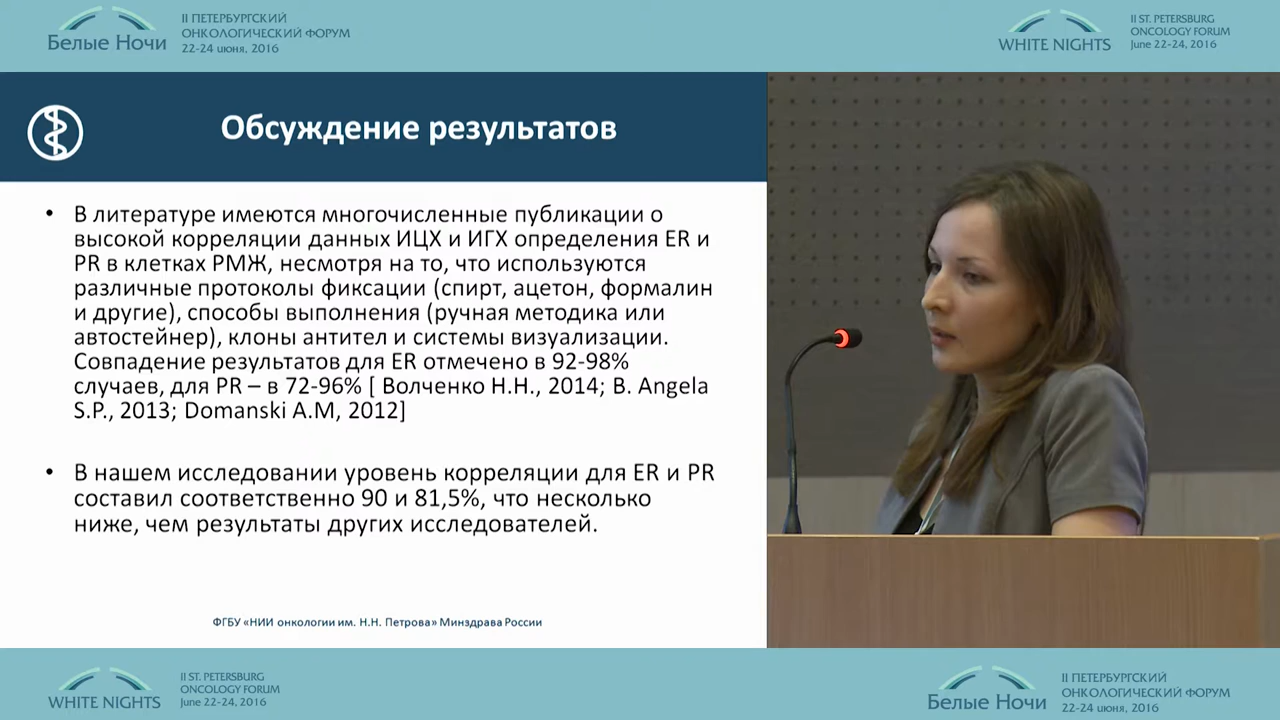 Белые Ночи
II ПЕТЕРБУРГСКИЙ
ОНКОЛОГИЧЕСКИЙ ФОРУМ
22-24 июня, 2016
WHITE NIGHTS
II ST. PETERSBURG
ONCOLOGY FORUM
June 22-24, 2016
Обсуждение результатов
• В литературе имеются многочисленные публикации о
высокой корреляции данных ИЦХ и ИГХ определения ER и
PR в клетках РМЖ, несмотря на то, что используются
различные протоколы фиксации (спирт, ацетон, формалин
и другие), способы выполнения (ручная методика или
автостейнер), клоны антител и системы визуализации.
Совпадение результатов для ER отмечено в 92-98%
случаев, для PR – в 72-96% [ Волченко Н.Н., 2014; B. Angela
S.P., 2013; Domanski A.M, 2012]
• В нашем исследовании уровень корреляции для ER и PR
составил соответственно 90 и 81,5%, что несколько
ниже, чем результаты других исследователей.
ФГБУ «НИИ онкологии им. Н.Н. Петрова» Минздрава России
WHITE NIGHTS
II ST. PETERSBURG
ONCOLOGY FORUM
June 22-24, 2016
Белые Ночи
II ПЕТЕРБУРГСКИЙ
ОНКОЛОГИЧЕСКИЙ ФОРУМ
22-24 июня, 2016